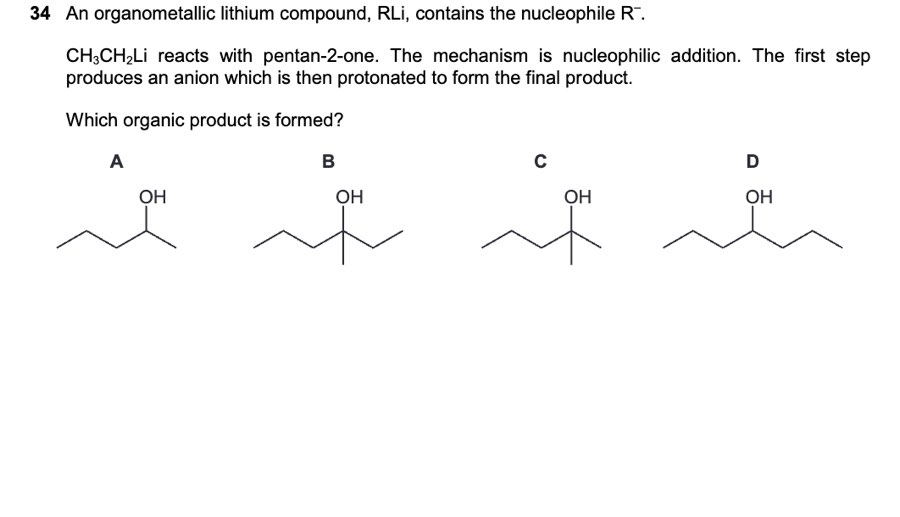 34 An organometallic lithium compound, RLi, contains the nucleophile R⁻.
CH₃CH₂Li reacts with pentan-2-one. The mechanism is nucleophilic addition. The first step
produces an anion which is then protonated to form the final product.
Which organic product is formed?
A B C D
OH OH OH OH